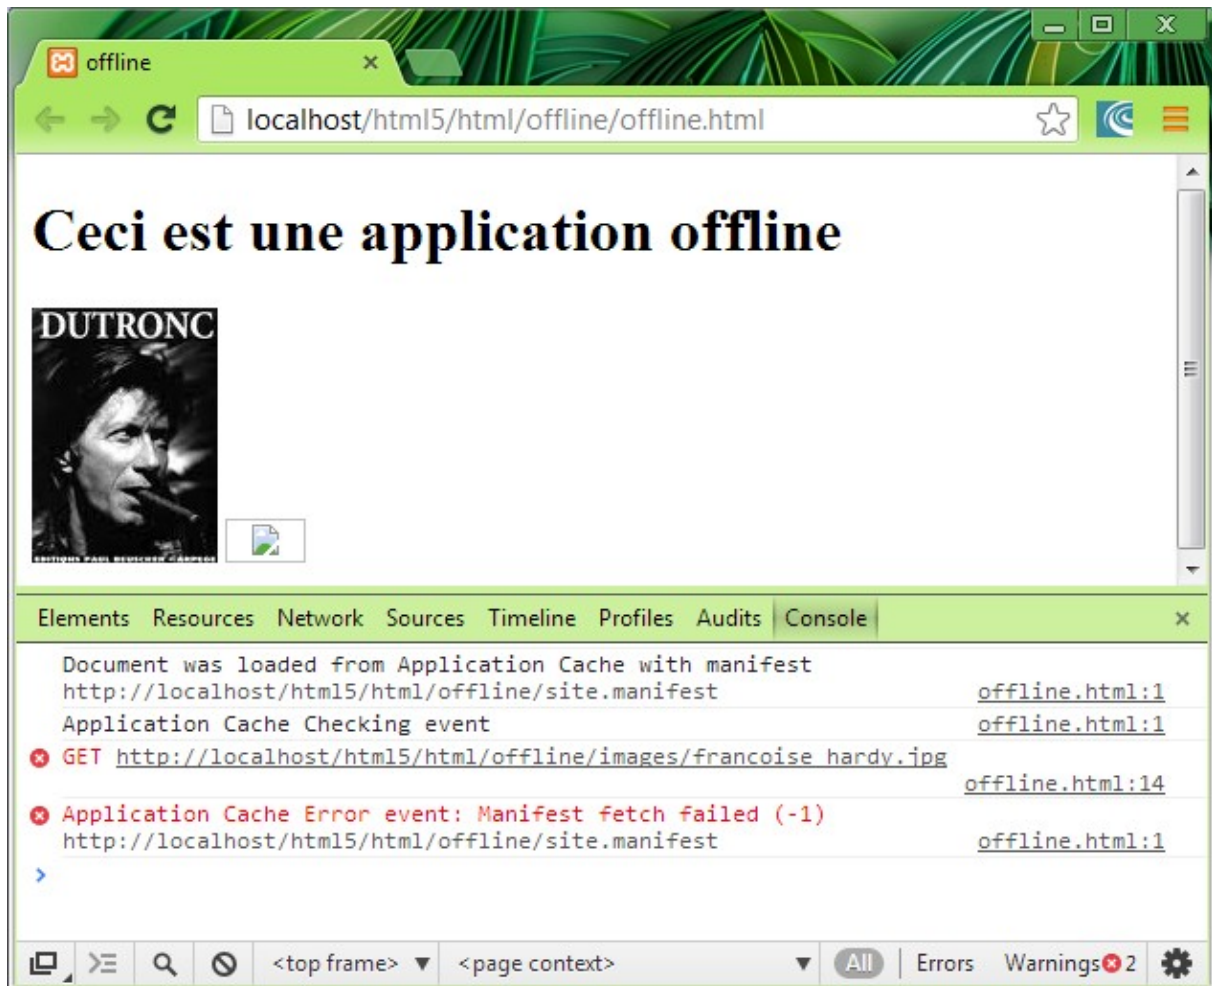 offline
localhost/html5/html/offline/offline.html
Ceci est une application offline
DUTRONC
EDITIONS PAUL BEUSCHER ARPEGE
Elements Resources Network Sources Timeline Profiles Audits Console
Document was loaded from Application Cache with manifest
http://localhost/html5/html/offline/site.manifest offline.html:1
Application Cache Checking event offline.html:1
GET http://localhost/html5/html/offline/images/francoise_hardy.jpg
offline.html:14
Application Cache Error event: Manifest fetch failed (-1)
http://localhost/html5/html/offline/site.manifest offline.html:1
<top frame> <page context> All Errors Warnings 2